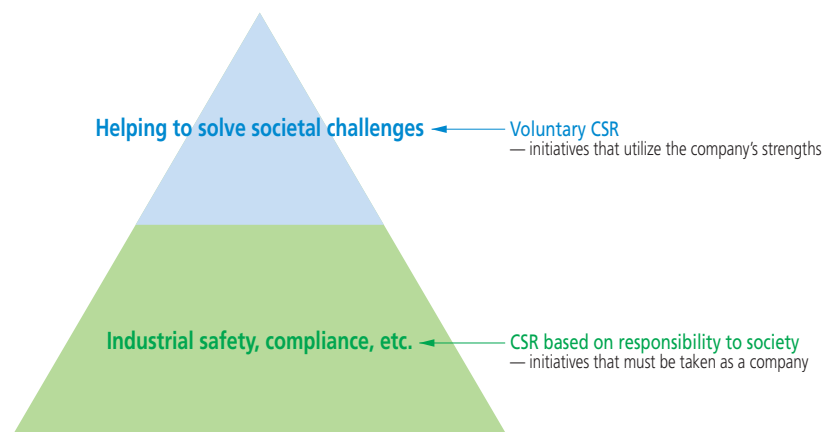 Helping to solve societal challenges
Voluntary CSR
— initiatives that utilize the company’s strengths
Industrial safety, compliance, etc.
CSR based on responsibility to society
— initiatives that must be taken as a company